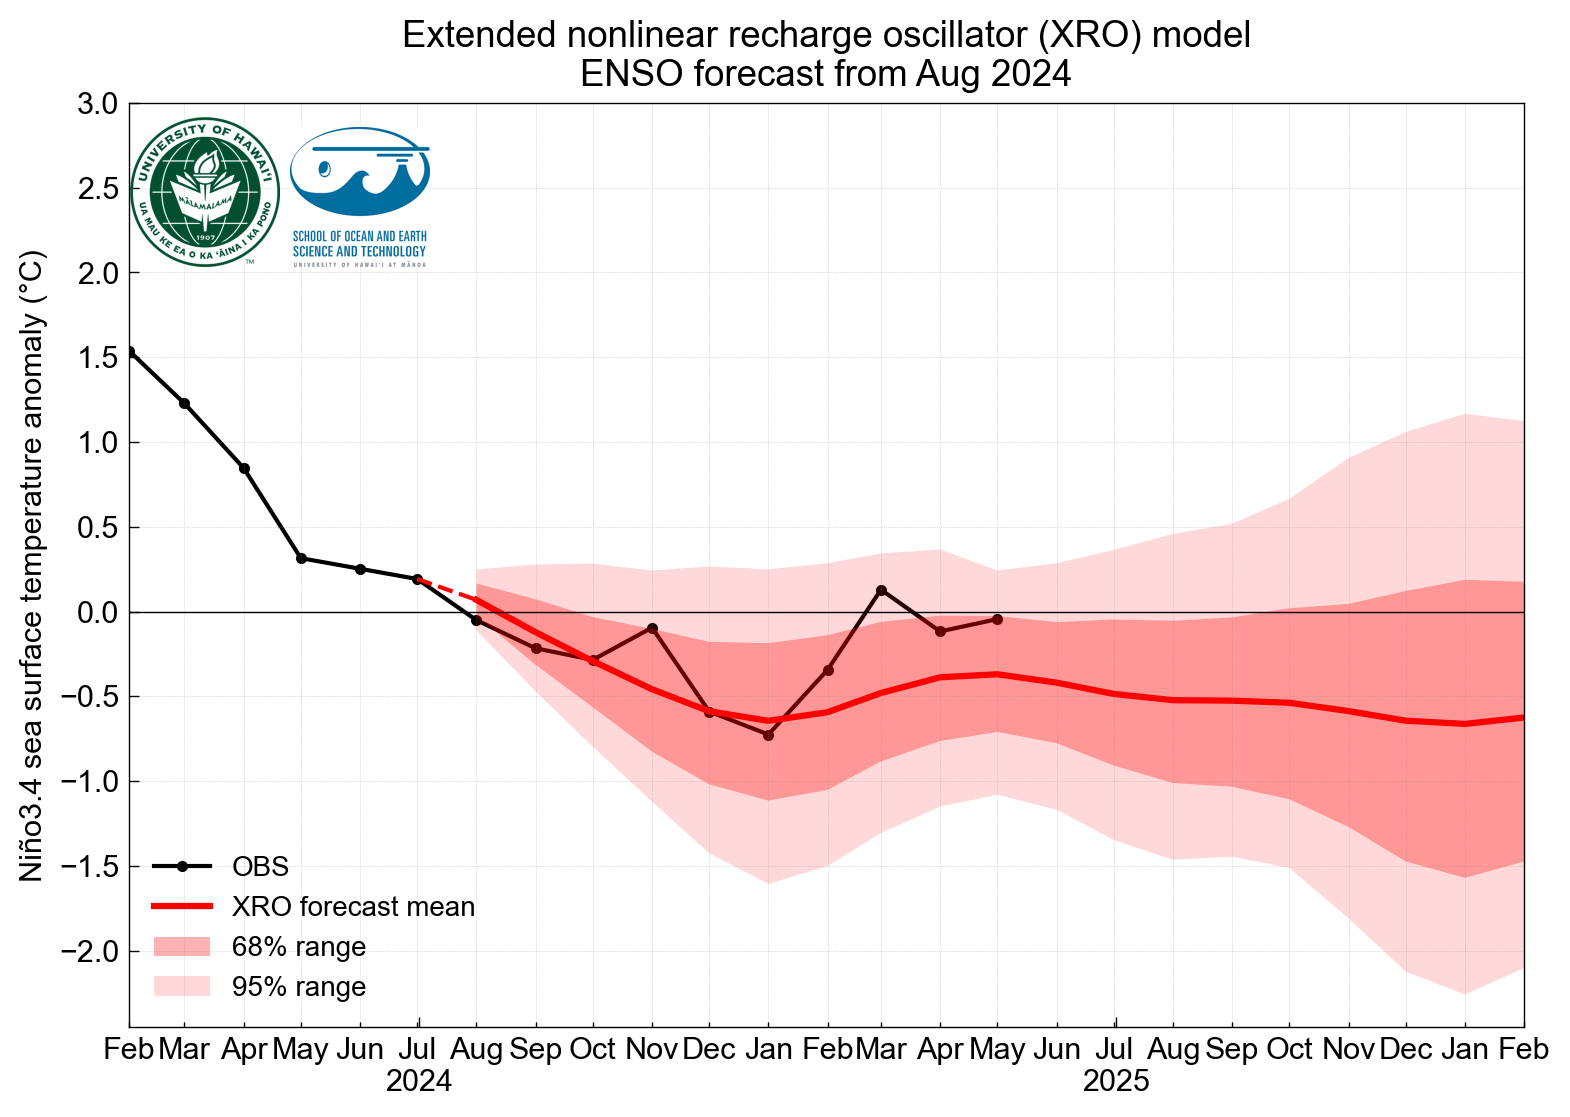 Extended nonlinear recharge oscillator (XRO) model
ENSO forecast from Aug 2024
3.0
2.5
2.0
1.5
1.0
0.5
0.0
−0.5
−1.0
−1.5
−2.0
Niño3.4 sea surface temperature anomaly (°C)
UNIVERSITY OF HAWAIʻI
MĀLAMALAMA
1907
UA MAU KE EA O KA ʻĀINA I KA PONO
TM
SCHOOL OF OCEAN AND EARTH
SCIENCE AND TECHNOLOGY
UNIVERSITY OF HAWAIʻI AT MĀNOA
OBS
XRO forecast mean
68% range
95% range
Feb Mar Apr May Jun Jul Aug Sep Oct Nov Dec Jan Feb Mar Apr May Jun Jul Aug Sep Oct Nov Dec Jan Feb
2024 2025